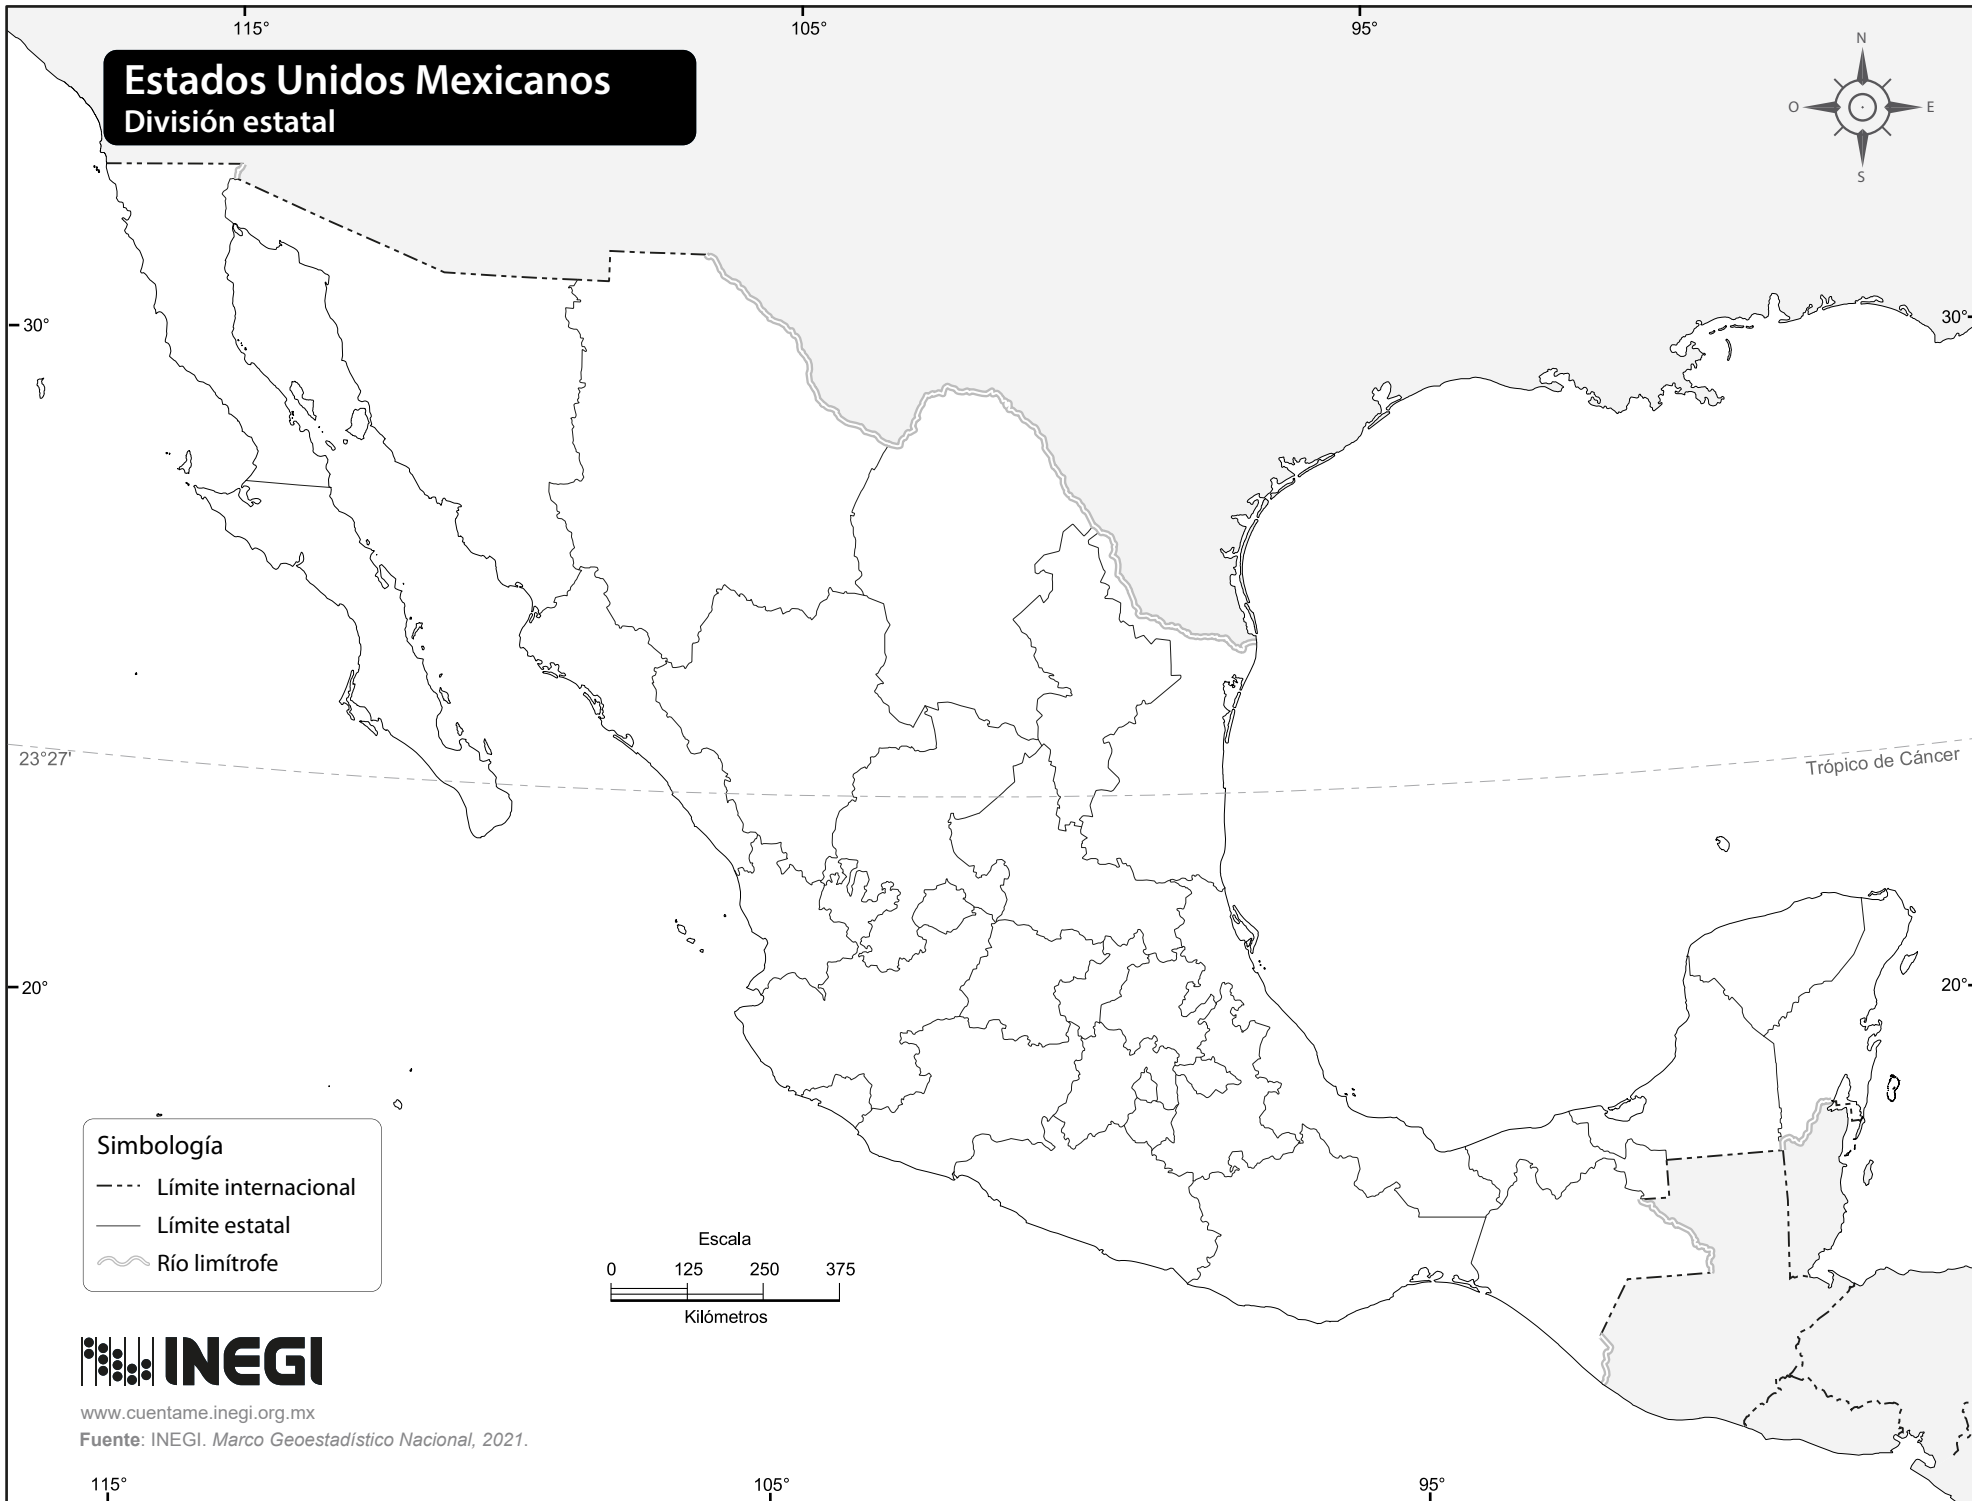 115°
105°
95°
Estados Unidos Mexicanos
División estatal
N
O
E
S
30°
30°
23°27'
Trópico de Cáncer
20°
20°
Simbología
Límite internacional
Límite estatal
Río limítrofe
Escala
0 125 250 375
Kilómetros
INEGI
www.cuentame.inegi.org.mx
Fuente: INEGI. Marco Geoestadístico Nacional, 2021.
115°
105°
95°